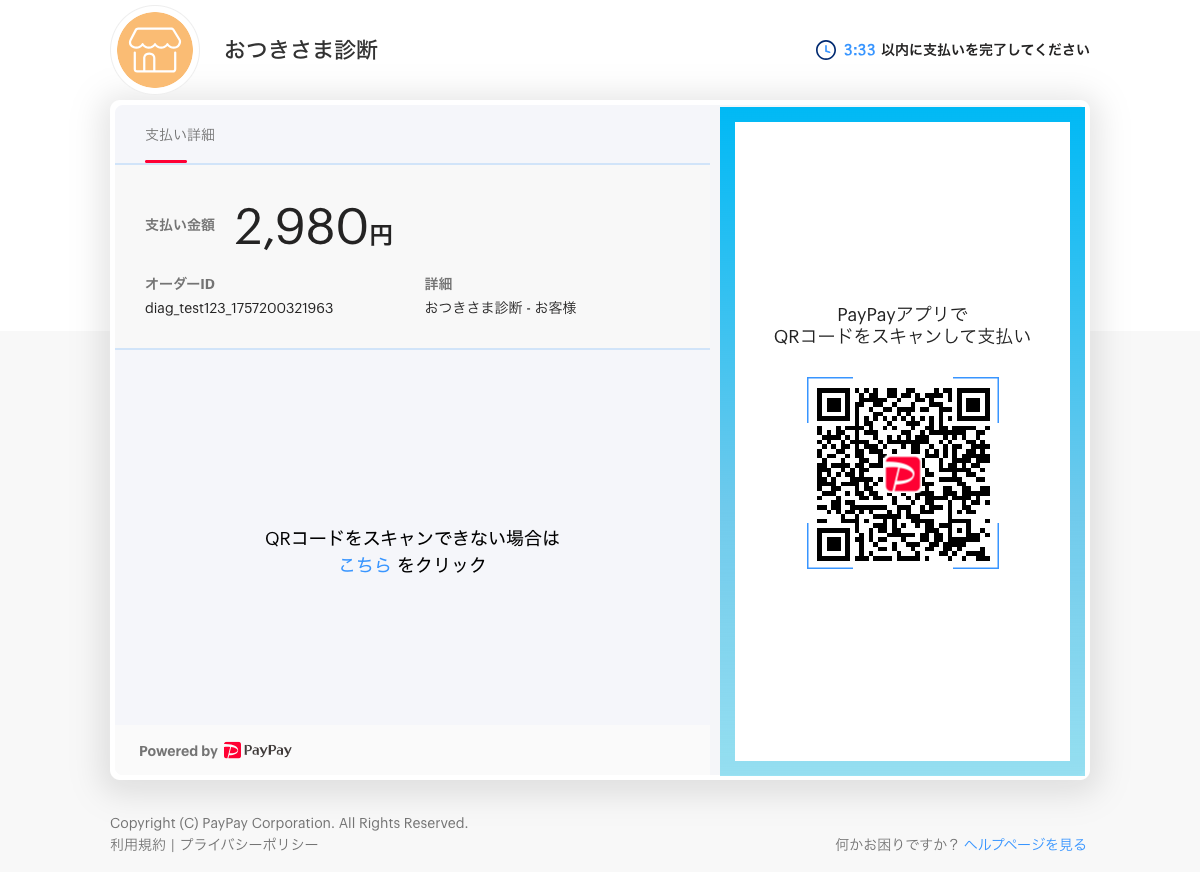 おつきさま診断
3:33 以内に支払いを完了してください
支払い詳細
支払い金額 2,980円
オーダーID
diag_test123_1757200321963
詳細
おつきさま診断 - お客様
QRコードをスキャンできない場合は
こちら をクリック
Powered by PayPay
PayPayアプリで
QRコードをスキャンして支払い
Copyright (C) PayPay Corporation. All Rights Reserved.
利用規約 | プライバシーポリシー
何かお困りですか？ ヘルプページを見る